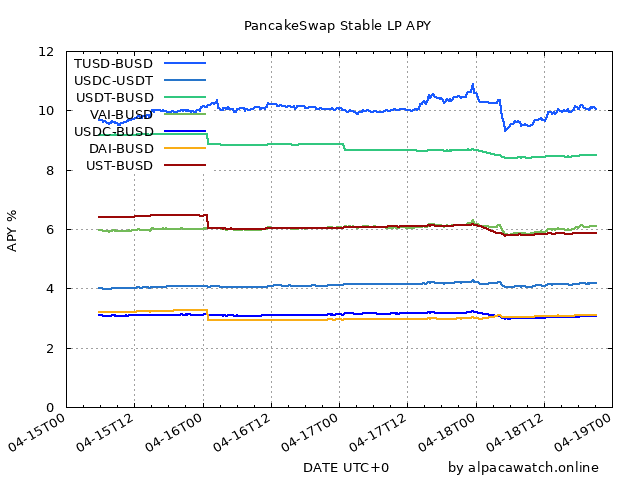 PancakeSwap Stable LP APY
12
10
8
6
4
2
0
APY %
TUSD-BUSD
USDC-USDT
USDT-BUSD
VAI-BUSD
USDC-BUSD
DAI-BUSD
UST-BUSD
04-15T00
04-15T12
04-16T00
04-16T12
04-17T00
04-17T12
04-18T00
04-18T12
04-19T00
DATE UTC+0
by alpacawatch.online